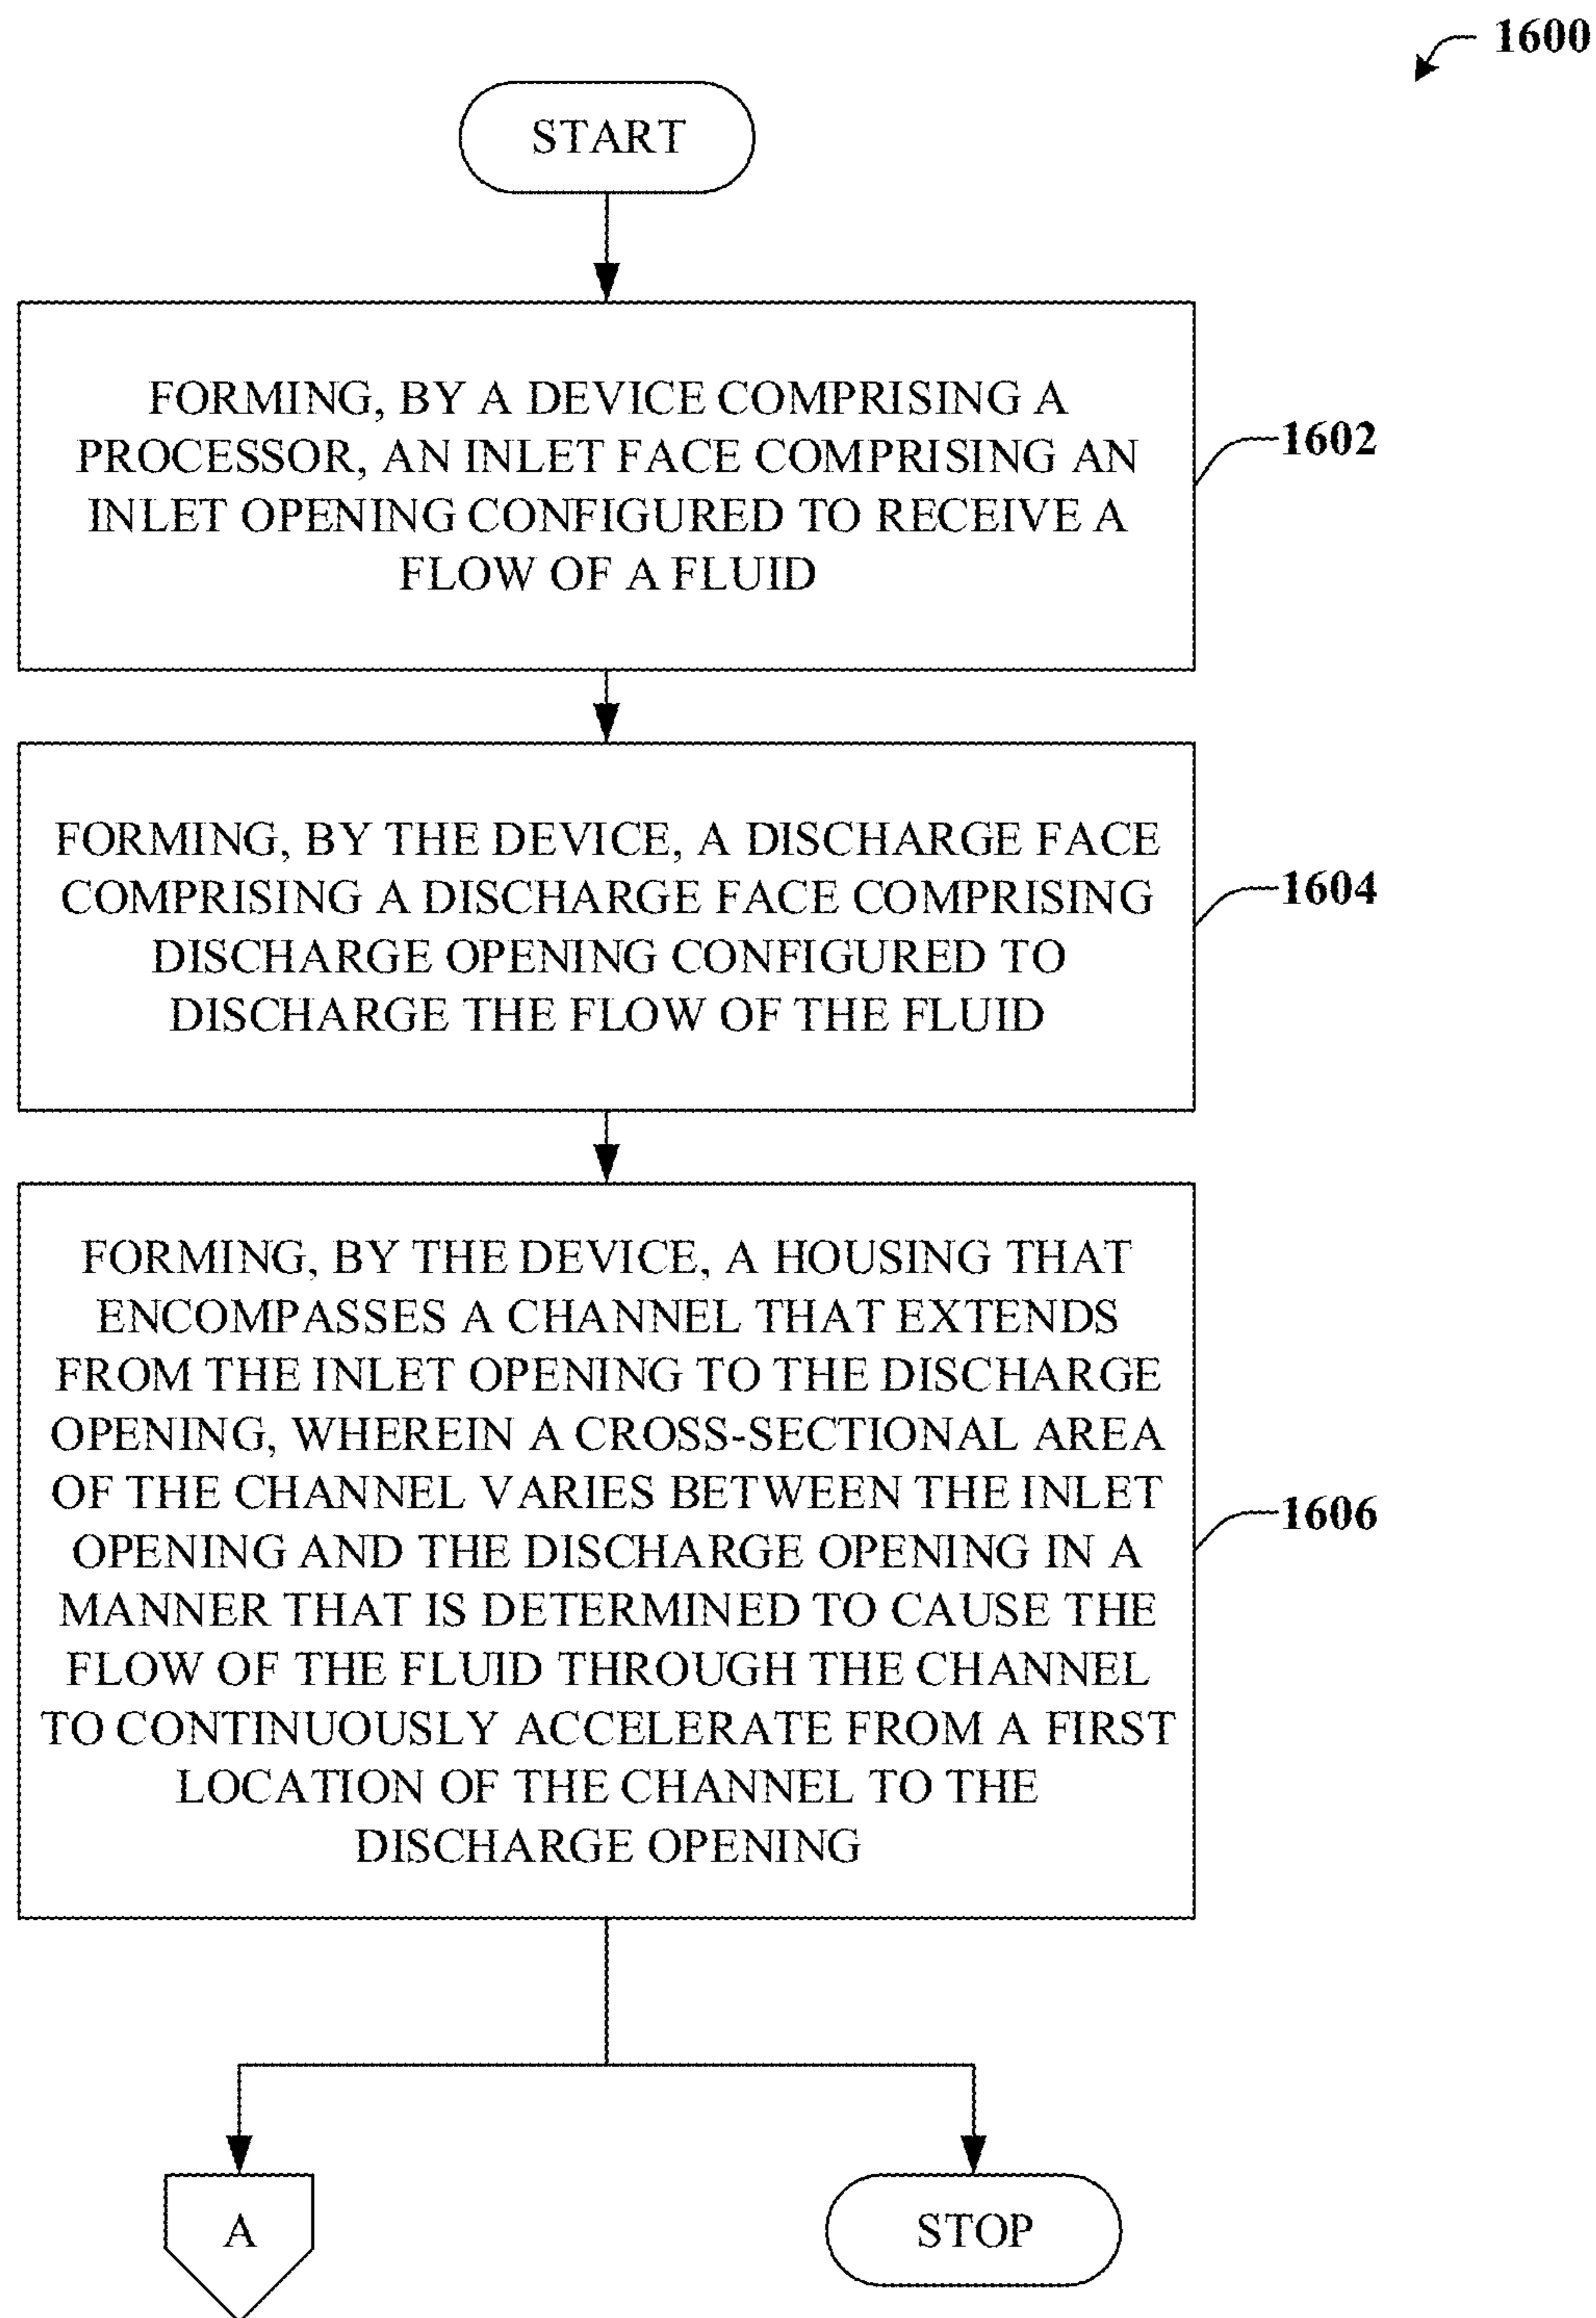 1600
START
FORMING, BY A DEVICE COMPRISING A
PROCESSOR, AN INLET FACE COMPRISING AN
INLET OPENING CONFIGURED TO RECEIVE A
FLOW OF A FLUID
1602
FORMING, BY THE DEVICE, A DISCHARGE FACE
COMPRISING A DISCHARGE FACE COMPRISING
DISCHARGE OPENING CONFIGURED TO
DISCHARGE THE FLOW OF THE FLUID
1604
FORMING, BY THE DEVICE, A HOUSING THAT
ENCOMPASSES A CHANNEL THAT EXTENDS
FROM THE INLET OPENING TO THE DISCHARGE
OPENING, WHEREIN A CROSS-SECTIONAL AREA
OF THE CHANNEL VARIES BETWEEN THE INLET
OPENING AND THE DISCHARGE OPENING IN A
MANNER THAT IS DETERMINED TO CAUSE THE
FLOW OF THE FLUID THROUGH THE CHANNEL
TO CONTINUOUSLY ACCELERATE FROM A FIRST
LOCATION OF THE CHANNEL TO THE
DISCHARGE OPENING
1606
A
STOP